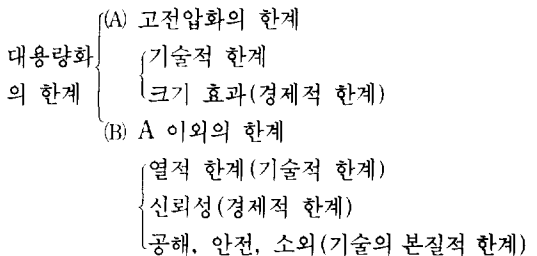 (A) 고전압화의 한계
대용량화 기술적 한계
의 한계 크기 효과(경제적 한계)
(B) A 이외의 한계
열적 한계(기술적 한계)
신뢰성(경제적 한계)
공해, 안전, 소외(기술의 본질적 한계)